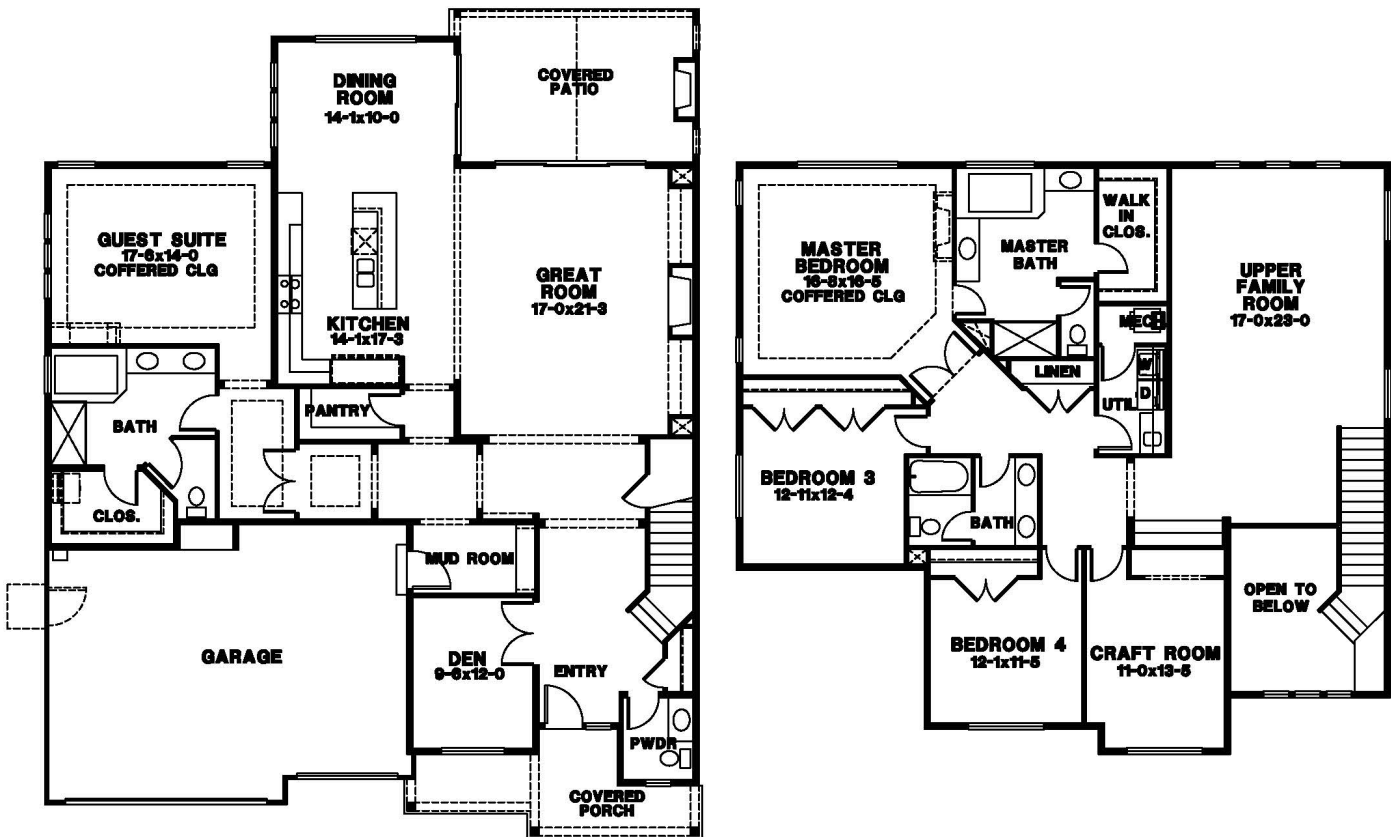 DINING
ROOM
14-1x10-0
COVERED
PATIO
GUEST SUITE
17-6x14-0
COFFERED CLG
GREAT
ROOM
17-0x21-3
KITCHEN
14-1x17-3
PANTRY
BATH
CLOS.
MUD ROOM
GARAGE
DEN
9-6x12-0
ENTRY
PWDR
COVERED
PORCH
MASTER
BEDROOM
16-8x16-5
COFFERED CLG
MASTER
BATH
WALK
IN
CLOS.
UPPER
FAMILY
ROOM
17-0x23-0
LINEN
W
D
UTIL
BEDROOM 3
12-11x12-4
BATH
OPEN TO
BELOW
BEDROOM 4
12-1x11-5
CRAFT ROOM
11-0x13-5